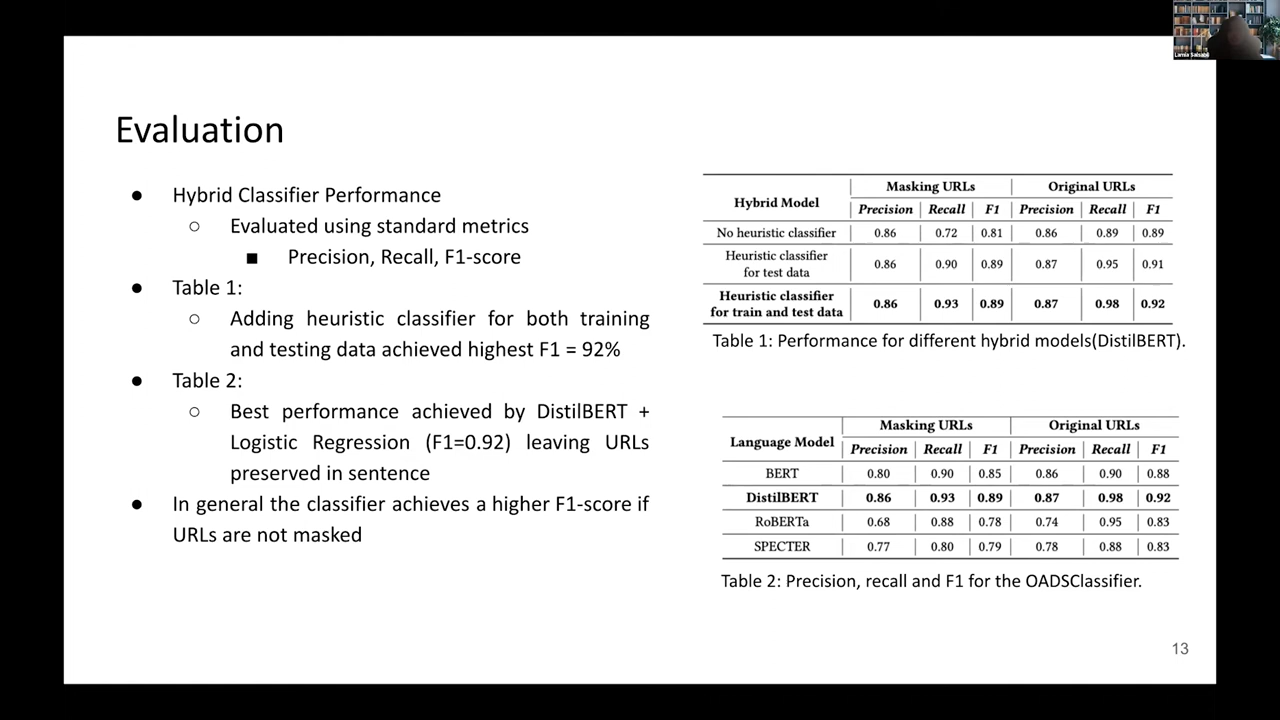 Evaluation
● Hybrid Classifier Performance
○ Evaluated using standard metrics
■ Precision, Recall, F1-score
● Table 1:
○ Adding heuristic classifier for both training
and testing data achieved highest F1 = 92%
● Table 2:
○ Best performance achieved by DistilBERT +
Logistic Regression (F1=0.92) leaving URLs
preserved in sentence
● In general the classifier achieves a higher F1-score if
URLs are not masked
Hybrid Model | Masking URLs | Original URLs
Precision | Recall | F1 | Precision | Recall | F1
No heuristic classifier | 0.86 | 0.72 | 0.81 | 0.86 | 0.89 | 0.89
Heuristic classifier
for test data | 0.86 | 0.90 | 0.89 | 0.87 | 0.95 | 0.91
Heuristic classifier
for train and test data | 0.86 | 0.93 | 0.89 | 0.87 | 0.98 | 0.92
Table 1: Performance for different hybrid models(DistilBERT).
Language Model | Masking URLs | Original URLs
Precision | Recall | F1 | Precision | Recall | F1
BERT | 0.80 | 0.90 | 0.85 | 0.86 | 0.90 | 0.88
DistilBERT | 0.86 | 0.93 | 0.89 | 0.87 | 0.98 | 0.92
RoBERTa | 0.68 | 0.88 | 0.78 | 0.74 | 0.95 | 0.83
SPECTER | 0.77 | 0.80 | 0.79 | 0.78 | 0.88 | 0.83
Table 2: Precision, recall and F1 for the OADSClassifier.
13
Lamia Salsabil